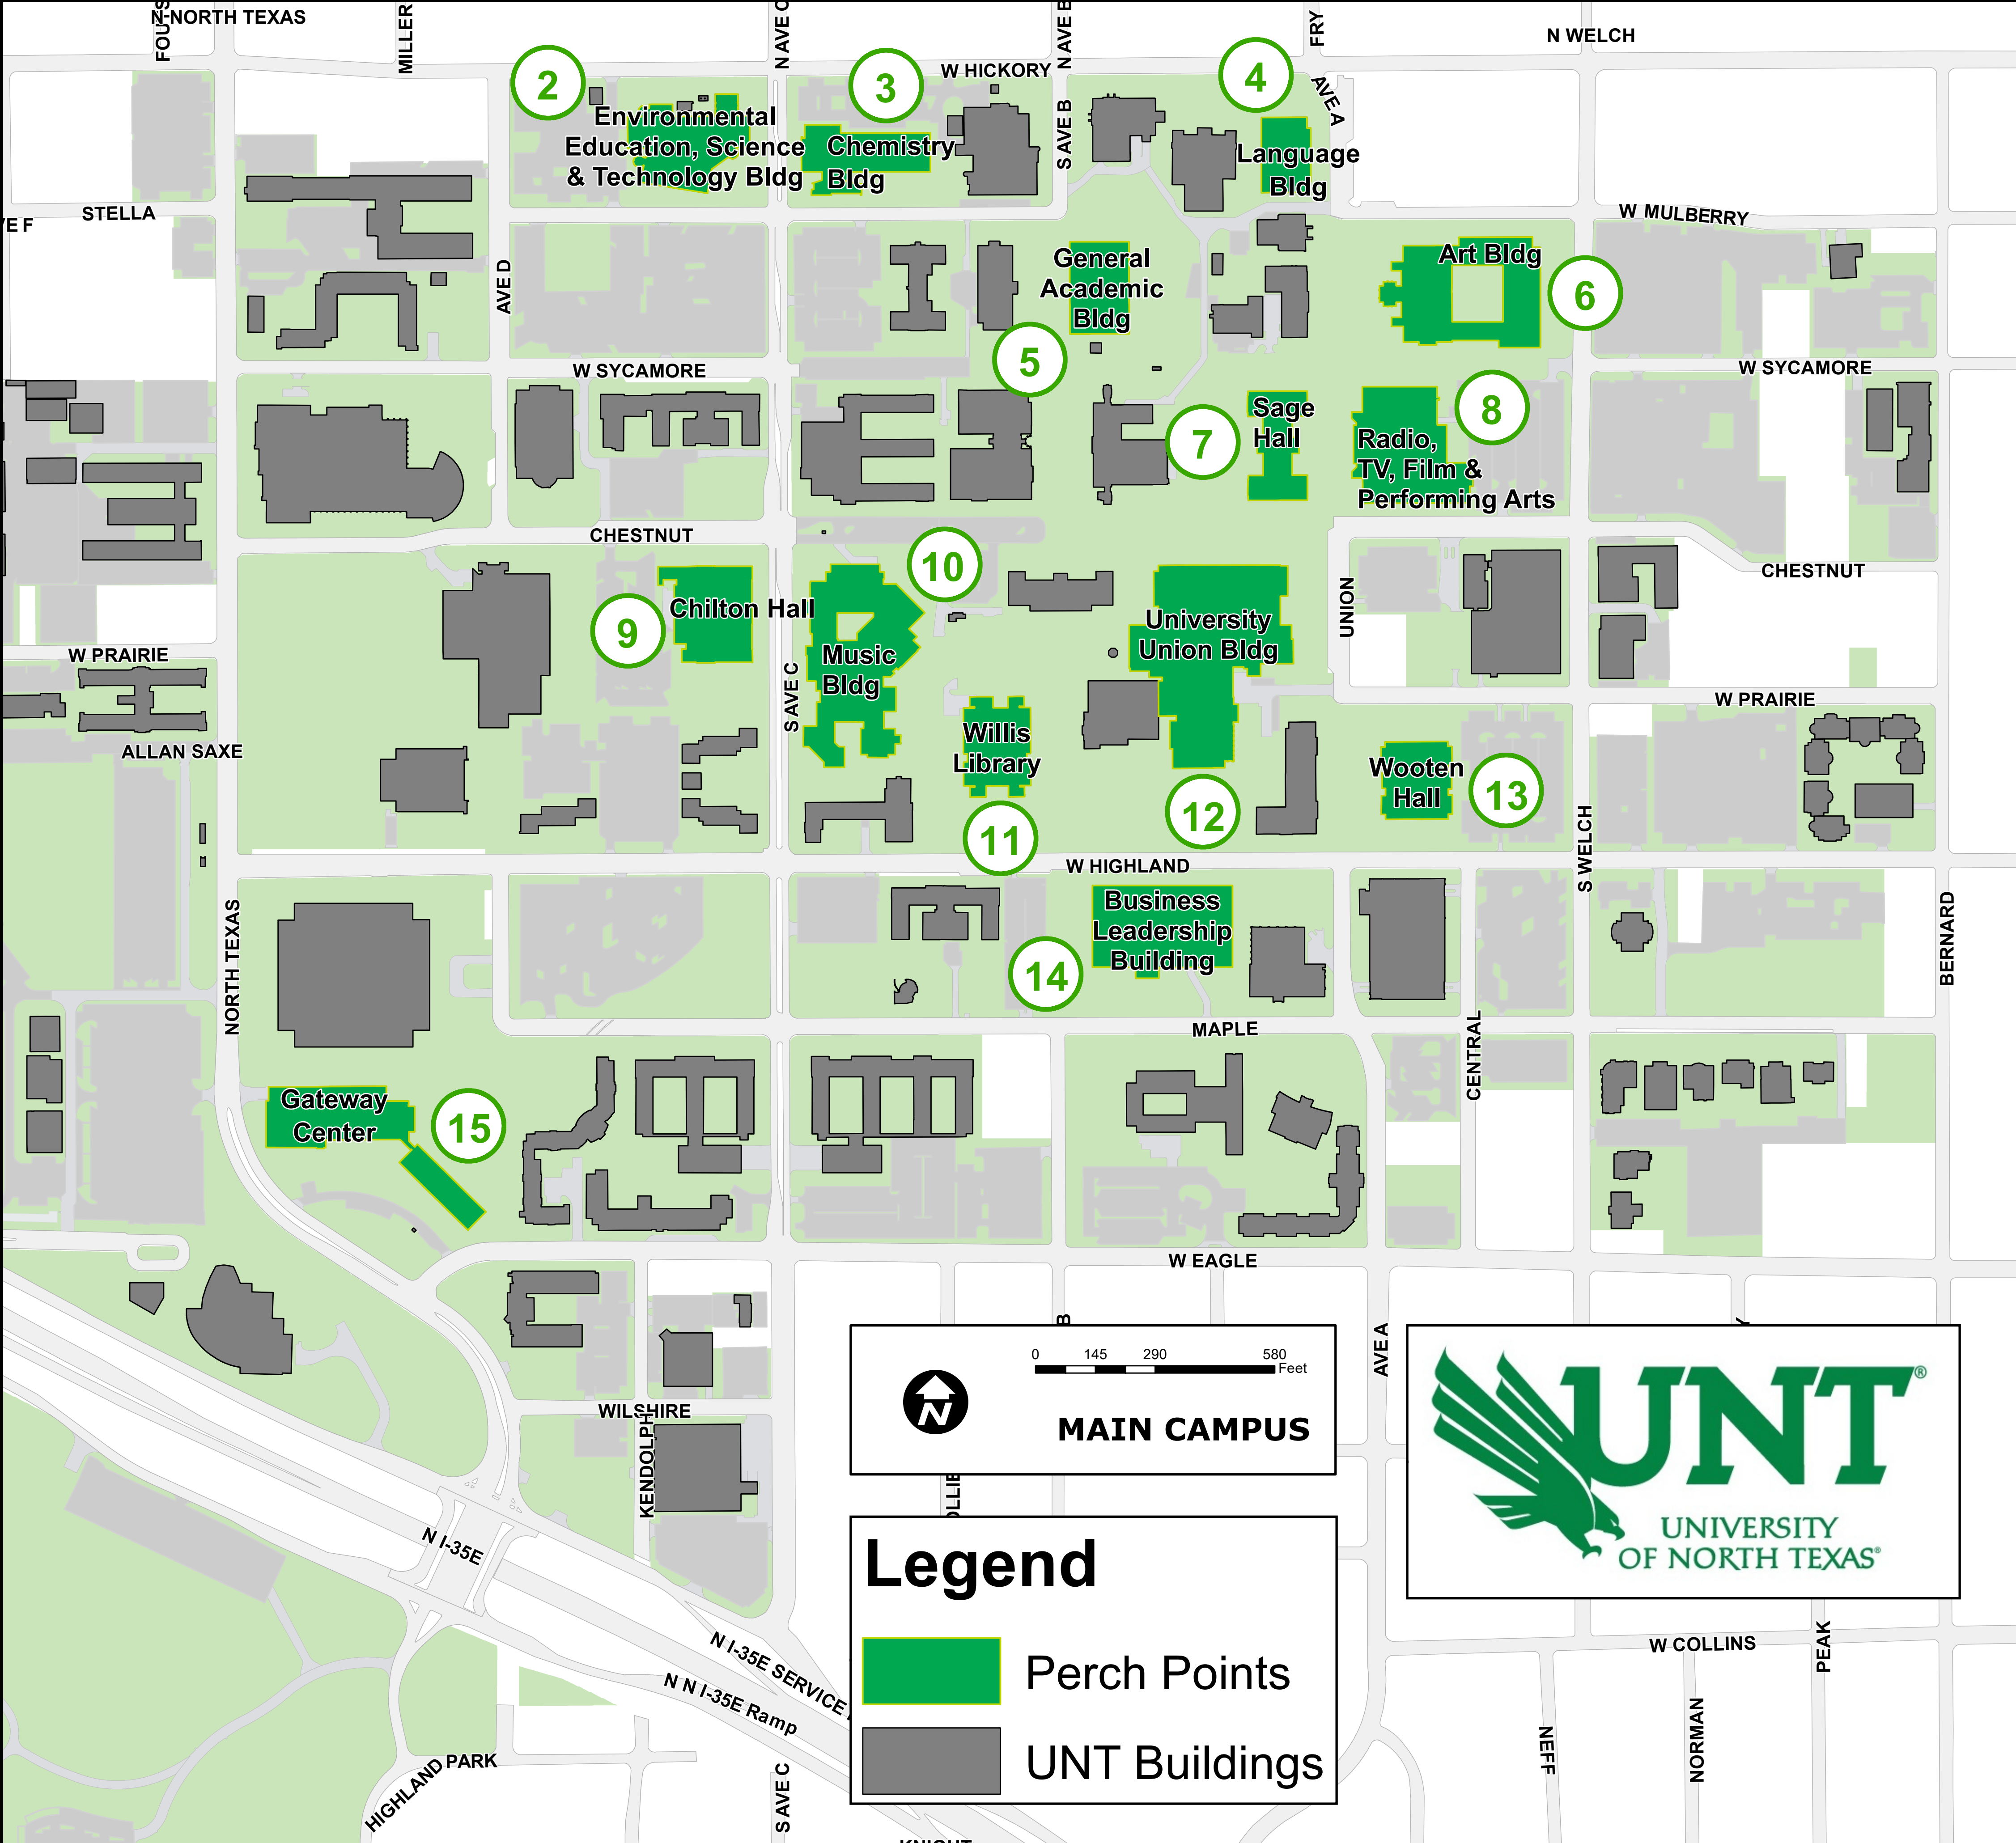 N NORTH TEXAS
MILLER
N AVE C
N AVE B
FRY
N WELCH
W HICKORY
2
3
4
AVE A
S AVE B
Environmental
Education, Science
& Technology Bldg
Chemistry
Bldg
Language
Bldg
STELLA
W MULBERRY
AVE D
General
Academic
Bldg
Art Bldg
6
5
W SYCAMORE
W SYCAMORE
Sage
Hall
7
8
Radio,
TV, Film &
Performing Arts
CHESTNUT
10
CHESTNUT
9
Chilton Hall
UNION
University
Union Bldg
Music
Bldg
W PRAIRIE
S AVE C
W PRAIRIE
ALLAN SAXE
Willis
Library
Wooten
Hall
13
12
11
S WELCH
W HIGHLAND
NORTH TEXAS
Business
Leadership
Building
14
BERNARD
MAPLE
CENTRAL
Gateway
Center
15
W EAGLE
AVE A
0 145 290 580
Feet
N
MAIN CAMPUS
WILSHIRE
KENDOLPH
UNT®
UNIVERSITY
OF NORTH TEXAS®
N I-35E
Legend
Perch Points
UNT Buildings
N I-35E SERVICE
N N I-35E Ramp
W COLLINS
PEAK
NEFF
NORMAN
HIGHLAND PARK
S AVE C